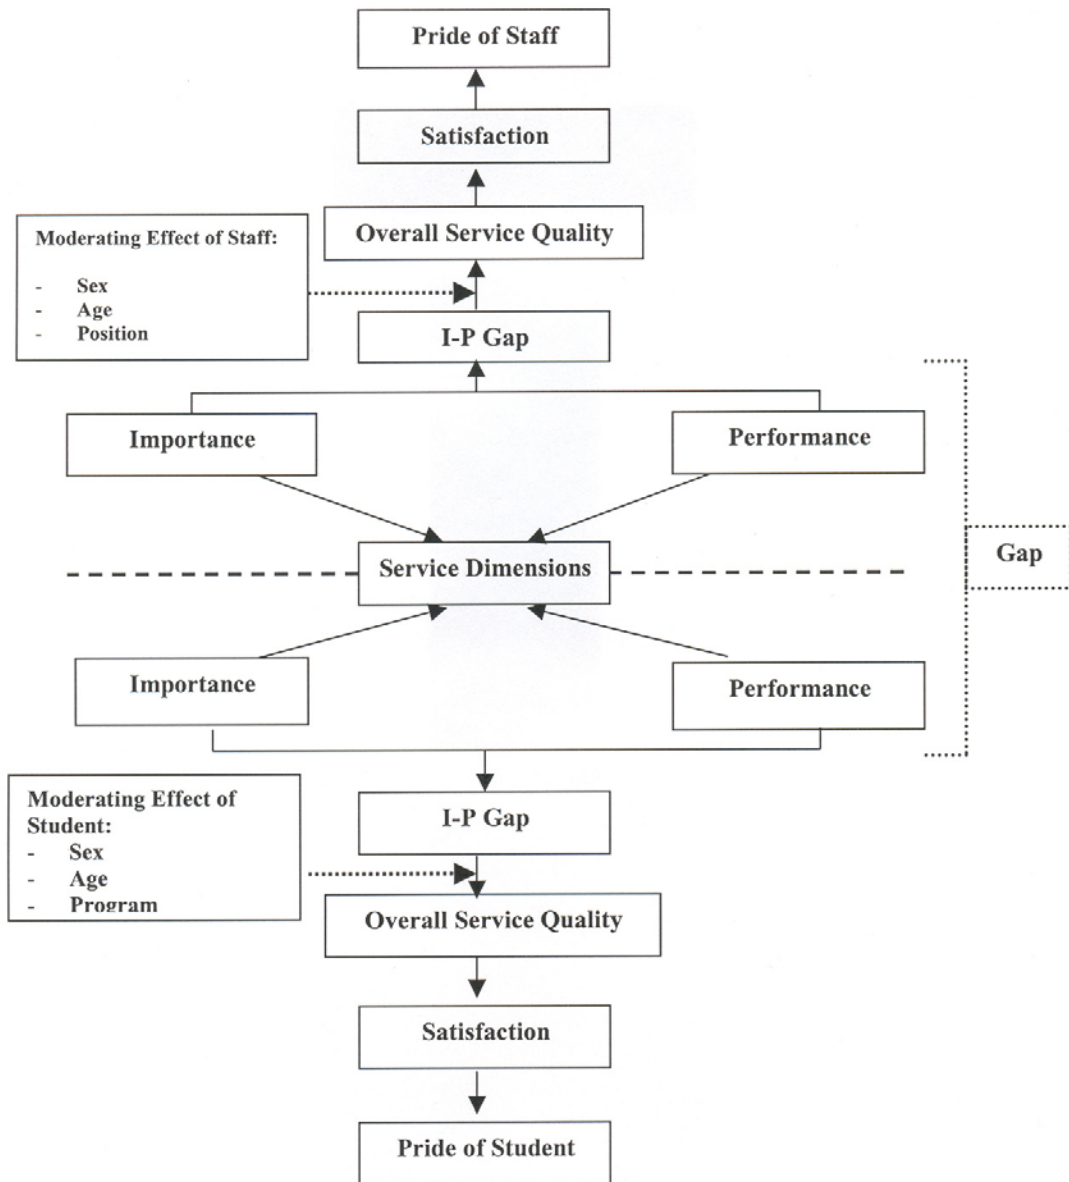 Pride of Staff
Satisfaction
Overall Service Quality
Moderating Effect of Staff:
- Sex
- Age
- Position
I-P Gap
Importance
Performance
Service Dimensions
Gap
Importance
Performance
Moderating Effect of
Student:
- Sex
- Age
- Program
I-P Gap
Overall Service Quality
Satisfaction
Pride of Student